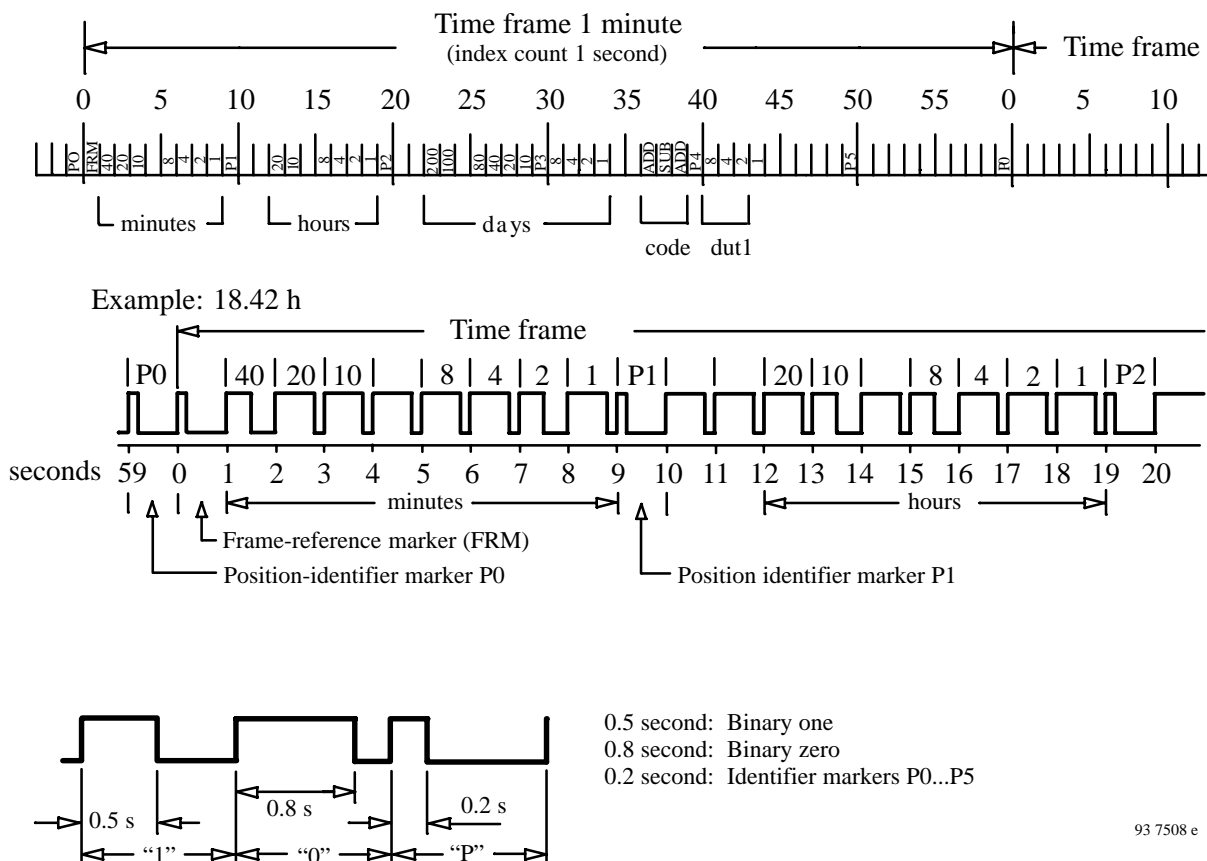 Time frame 1 minute
(index count 1 second)
Time frame
0 5 10 15 20 25 30 35 40 45 50 55 0 5 10
PO FRM 40 20 10 8 4 2 1 P1 20 10 8 4 2 1 P2 200 100 80 40 20 10 P3 8 4 2 1 ADD SUB ADD P4 8 4 2 1 P5 P0
minutes hours days
code dut1
Example: 18.42 h
Time frame
P0 40 20 10 8 4 2 1 P1 20 10 8 4 2 1 P2
seconds 59 0 1 2 3 4 5 6 7 8 9 10 11 12 13 14 15 16 17 18 19 20
minutes hours
Frame-reference marker (FRM)
Position-identifier marker P0 Position identifier marker P1
0.5 second: Binary one
0.8 second: Binary zero
0.2 second: Identifier markers P0...P5
0.5 s 0.8 s 0.2 s
“1” “0” “P”
93 7508 e